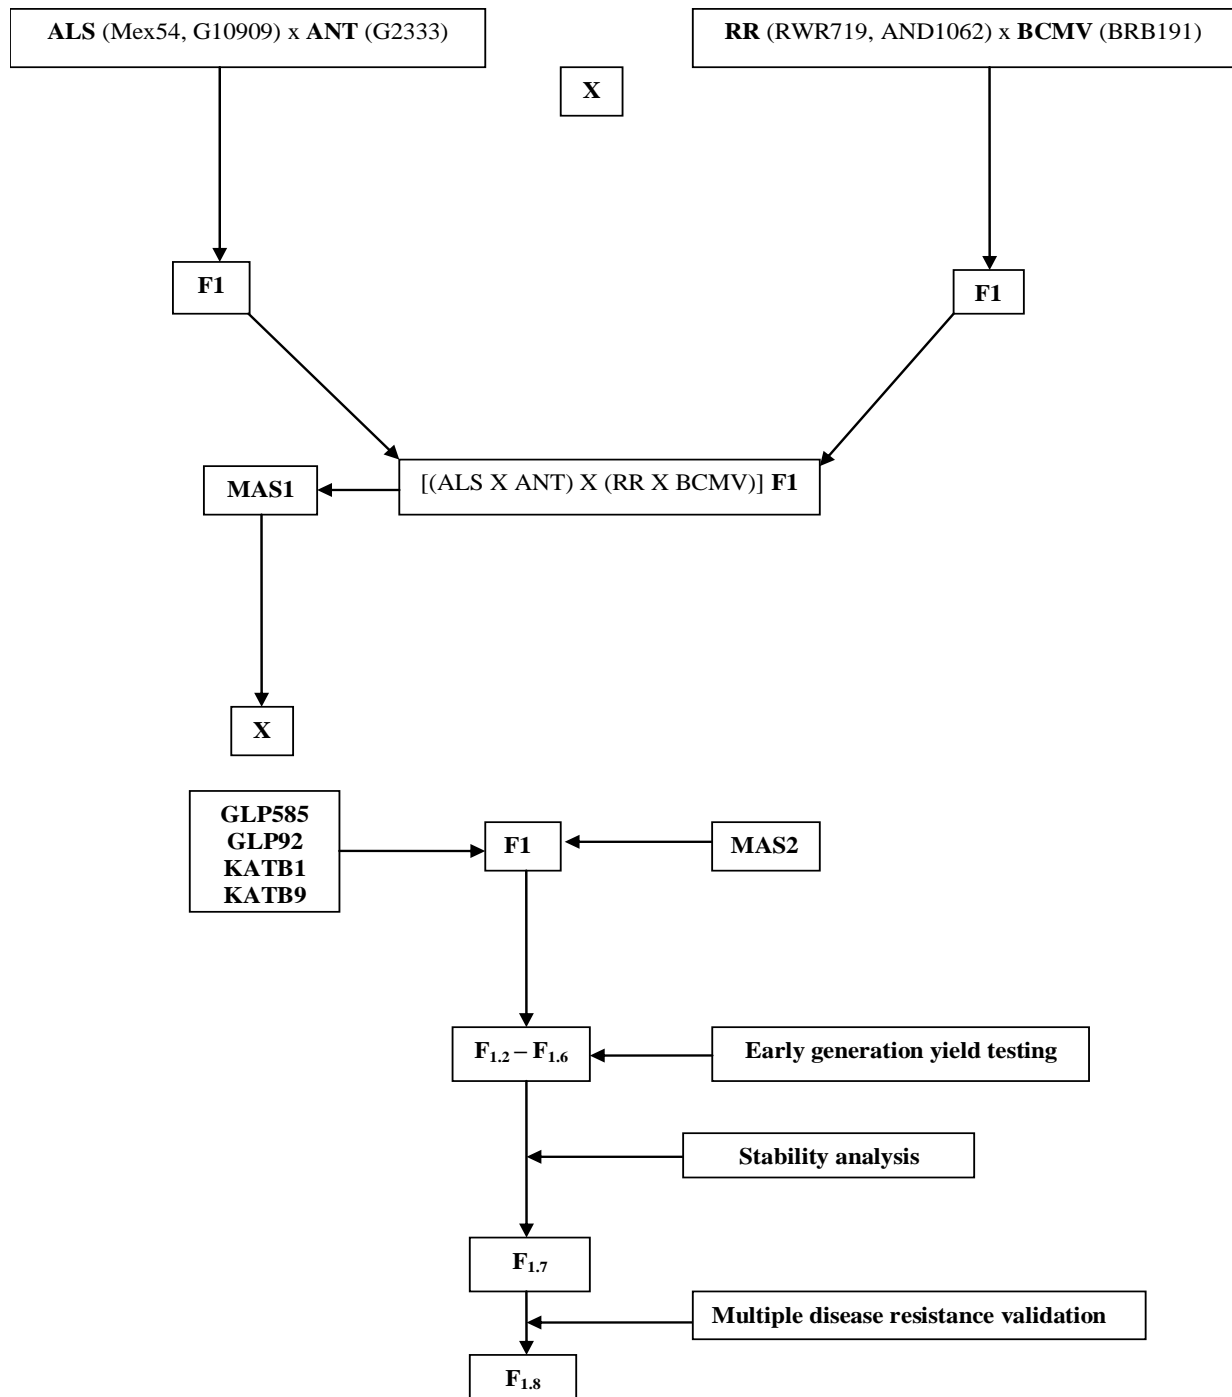 ALS (Mex54, G10909) x ANT (G2333)
RR (RWR719, AND1062) x BCMV (BRB191)
X
F1
F1
[(ALS X ANT) X (RR X BCMV)] F1
MAS1
X
GLP585
GLP92
KATB1
KATB9
F1
MAS2
F1.2 – F1.6
Early generation yield testing
Stability analysis
F1.7
Multiple disease resistance validation
F1.8